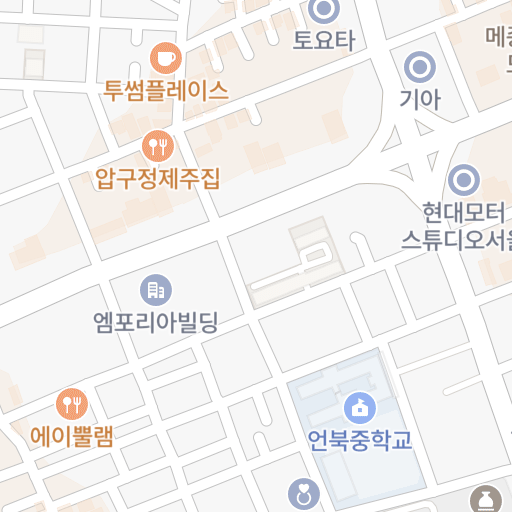 토요타
투썸플레이스
기아
압구정제주집
현대모터
스튜디오서울
엠포리아빌딩
에이뿔램
언북중학교